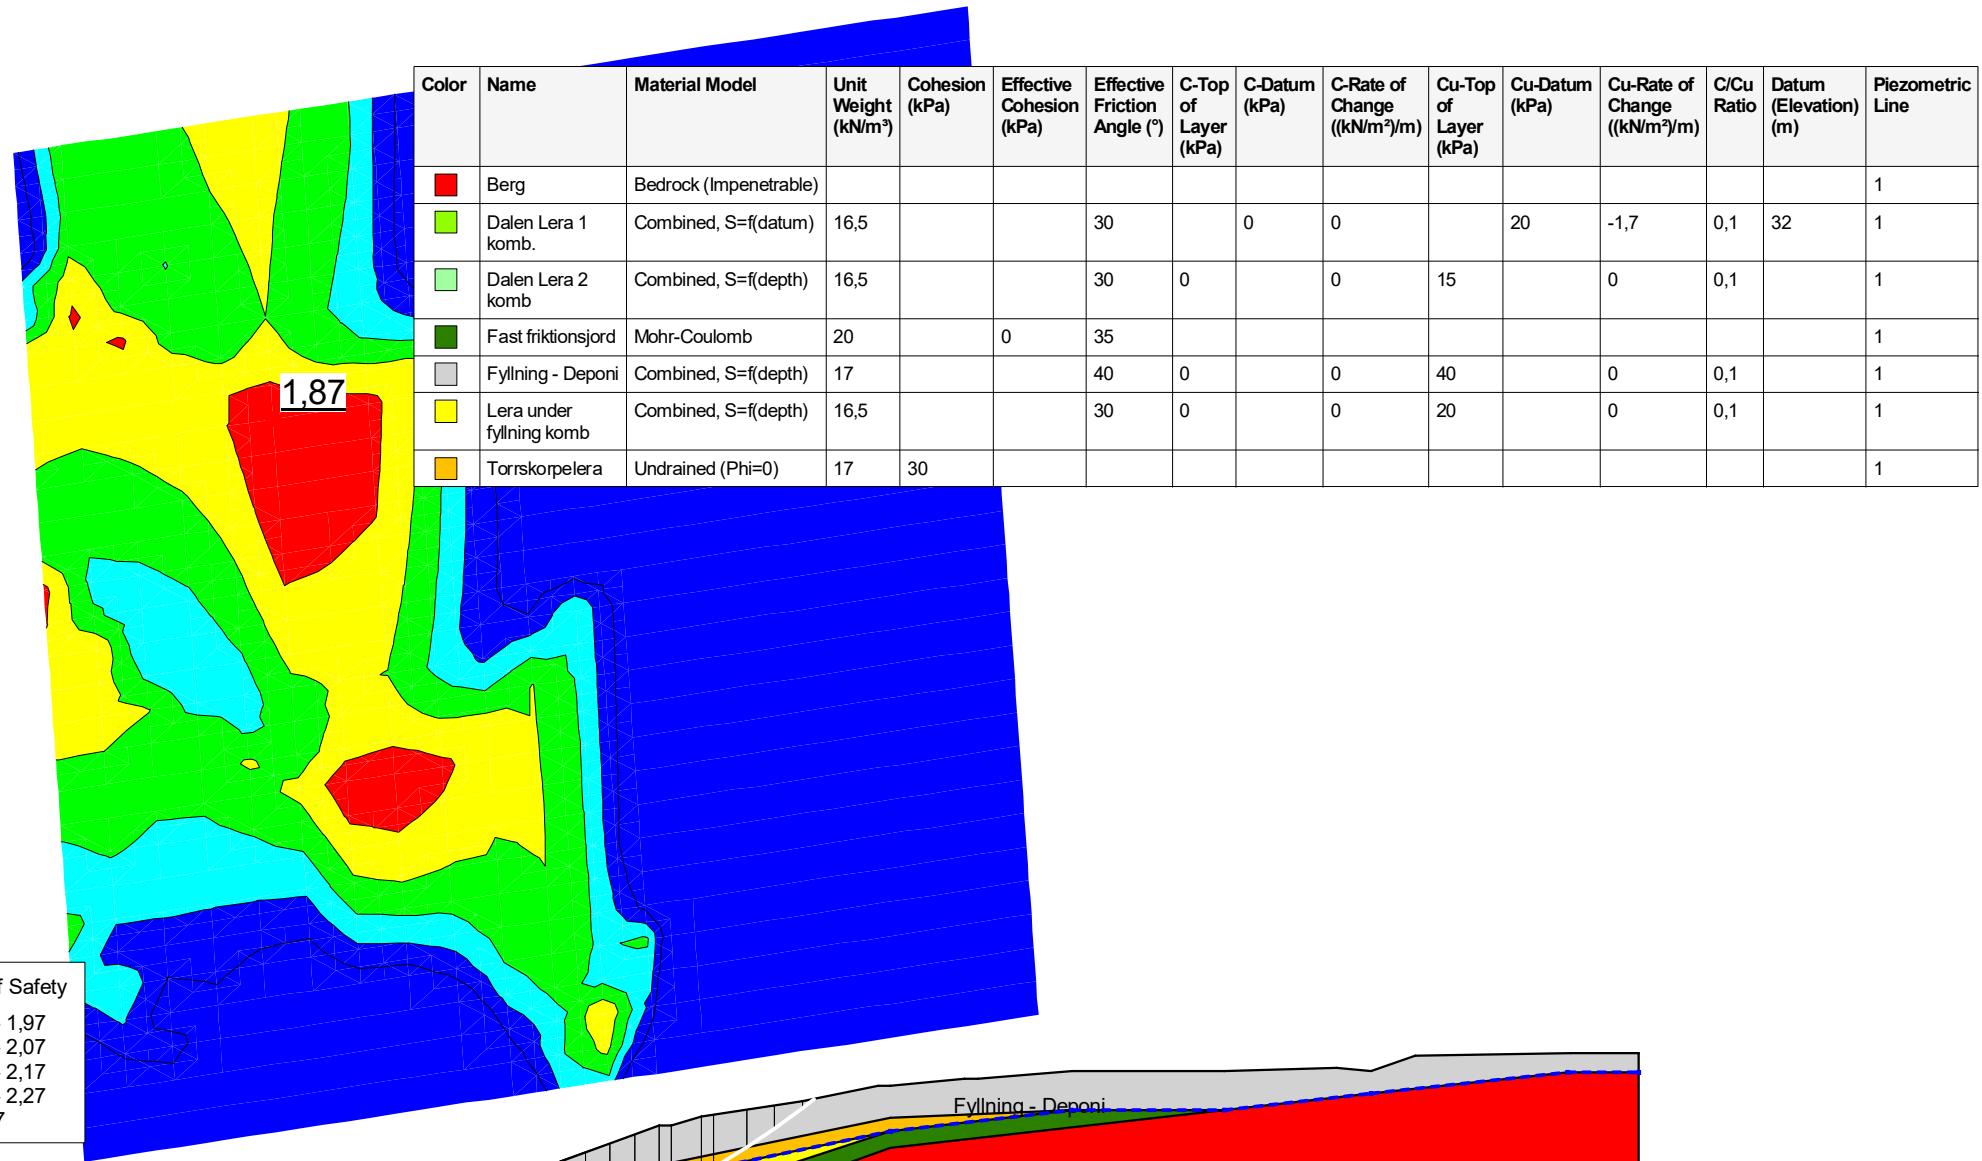 Color Name Material Model Unit Weight (kN/m³) Cohesion (kPa) Effective Cohesion (kPa) Effective Friction Angle (°) C-Top of Layer (kPa) C-Datum (kPa) C-Rate of Change ((kN/m²)/m) Cu-Top of Layer (kPa) Cu-Datum (kPa) Cu-Rate of Change ((kN/m²)/m) C/Cu Ratio Datum (Elevation) (m) Piezometric Line
Berg Bedrock (Impenetrable) 1
Dalen Lera 1 komb. Combined, S=f(datum) 16,5 30 0 0 20 -1,7 0,1 32 1
Dalen Lera 2 komb Combined, S=f(depth) 16,5 30 0 0 15 0 0,1 1
Fast friktionsjord Mohr-Coulomb 20 0 35 1
Fyllning - Deponi Combined, S=f(depth) 17 40 0 0 40 0 0,1 1
Lera under fyllning komb Combined, S=f(depth) 16,5 30 0 0 20 0 0,1 1
Torrskorpelera Undrained (Phi=0) 17 30 1
1,87
f Safety
1,97
2,07
2,17
2,27
7
Fyllning - Deponi